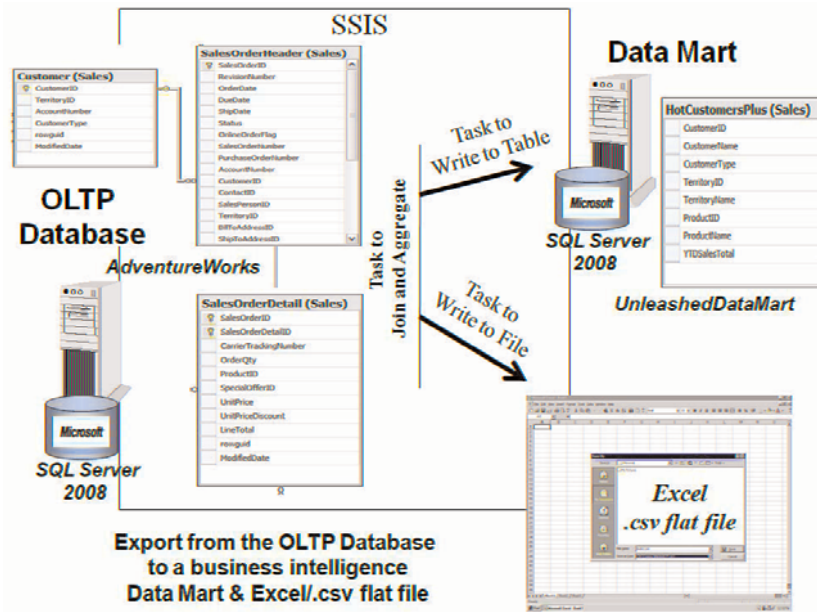 SSIS
Customer (Sales)
CustomerID
TerritoryID
AccountNumber
CustomerType
rowguid
ModifiedDate
SalesOrderHeader (Sales)
SalesOrderID
RevisionNumber
OrderDate
DueDate
ShipDate
Status
OnlineOrderFlag
SalesOrderNumber
PurchaseOrderNumber
AccountNumber
CustomerID
ContactID
SalesPersonID
TerritoryID
BillToAddressID
ShipToAddressID
OLTP
Database
AdventureWorks
Microsoft
SQL Server
2008
SalesOrderDetail (Sales)
SalesOrderID
SalesOrderDetailID
CarrierTrackingNumber
OrderQty
ProductID
SpecialOfferID
UnitPrice
UnitPriceDiscount
LineTotal
rowguid
ModifiedDate
Task to
Join and Aggregate
Task to
Write to Table
Task to
Write to File
Data Mart
Microsoft
SQL Server
2008
HotCustomersPlus (Sales)
CustomerID
CustomerName
CustomerType
TerritoryID
TerritoryName
ProductID
ProductName
YTDSalesTotal
UnleashedDataMart
Excel
.csv flat file
Export from the OLTP Database
to a business intelligence
Data Mart & Excel/.csv flat file